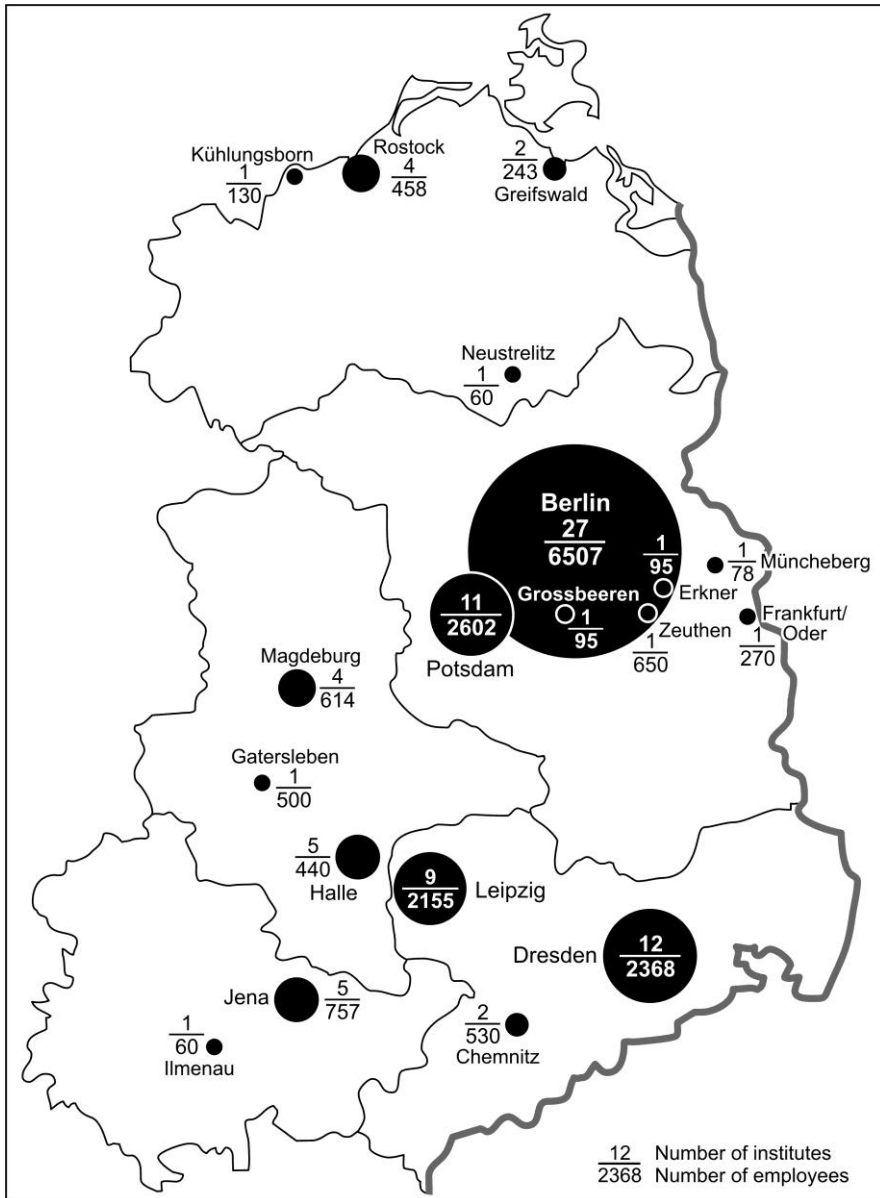 Kühlungsborn
1
130
Rostock
4
458
2
243
Greifswald
Neustrelitz
1
60
Berlin
27
6507
1
95
Erkner
1
78
Müncheberg
11
2602
Potsdam
Grossbeeren
1
95
Zeuthen
1
650
Frankfurt/
Oder
1
270
Magdeburg
4
614
Gatersleben
1
500
5
440
Halle
9
2155
Leipzig
Dresden
12
2368
Jena
5
757
1
60
Ilmenau
2
530
Chemnitz
12 Number of institutes
2368 Number of employees